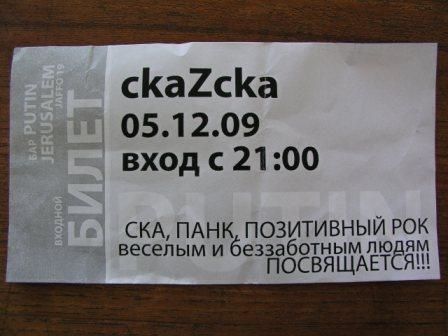 ckaZcka
05.12.09
вход с 21:00
СКА, ПАНК, ПОЗИТИВНЫЙ РОК
веселым и беззаботным людям
ПОСВЯЩАЕТСЯ!!!
ВХОДНОЙ
БИЛЕТ
БАР PUTIN
JERUSALEM
JAFFO 19
PUTIN